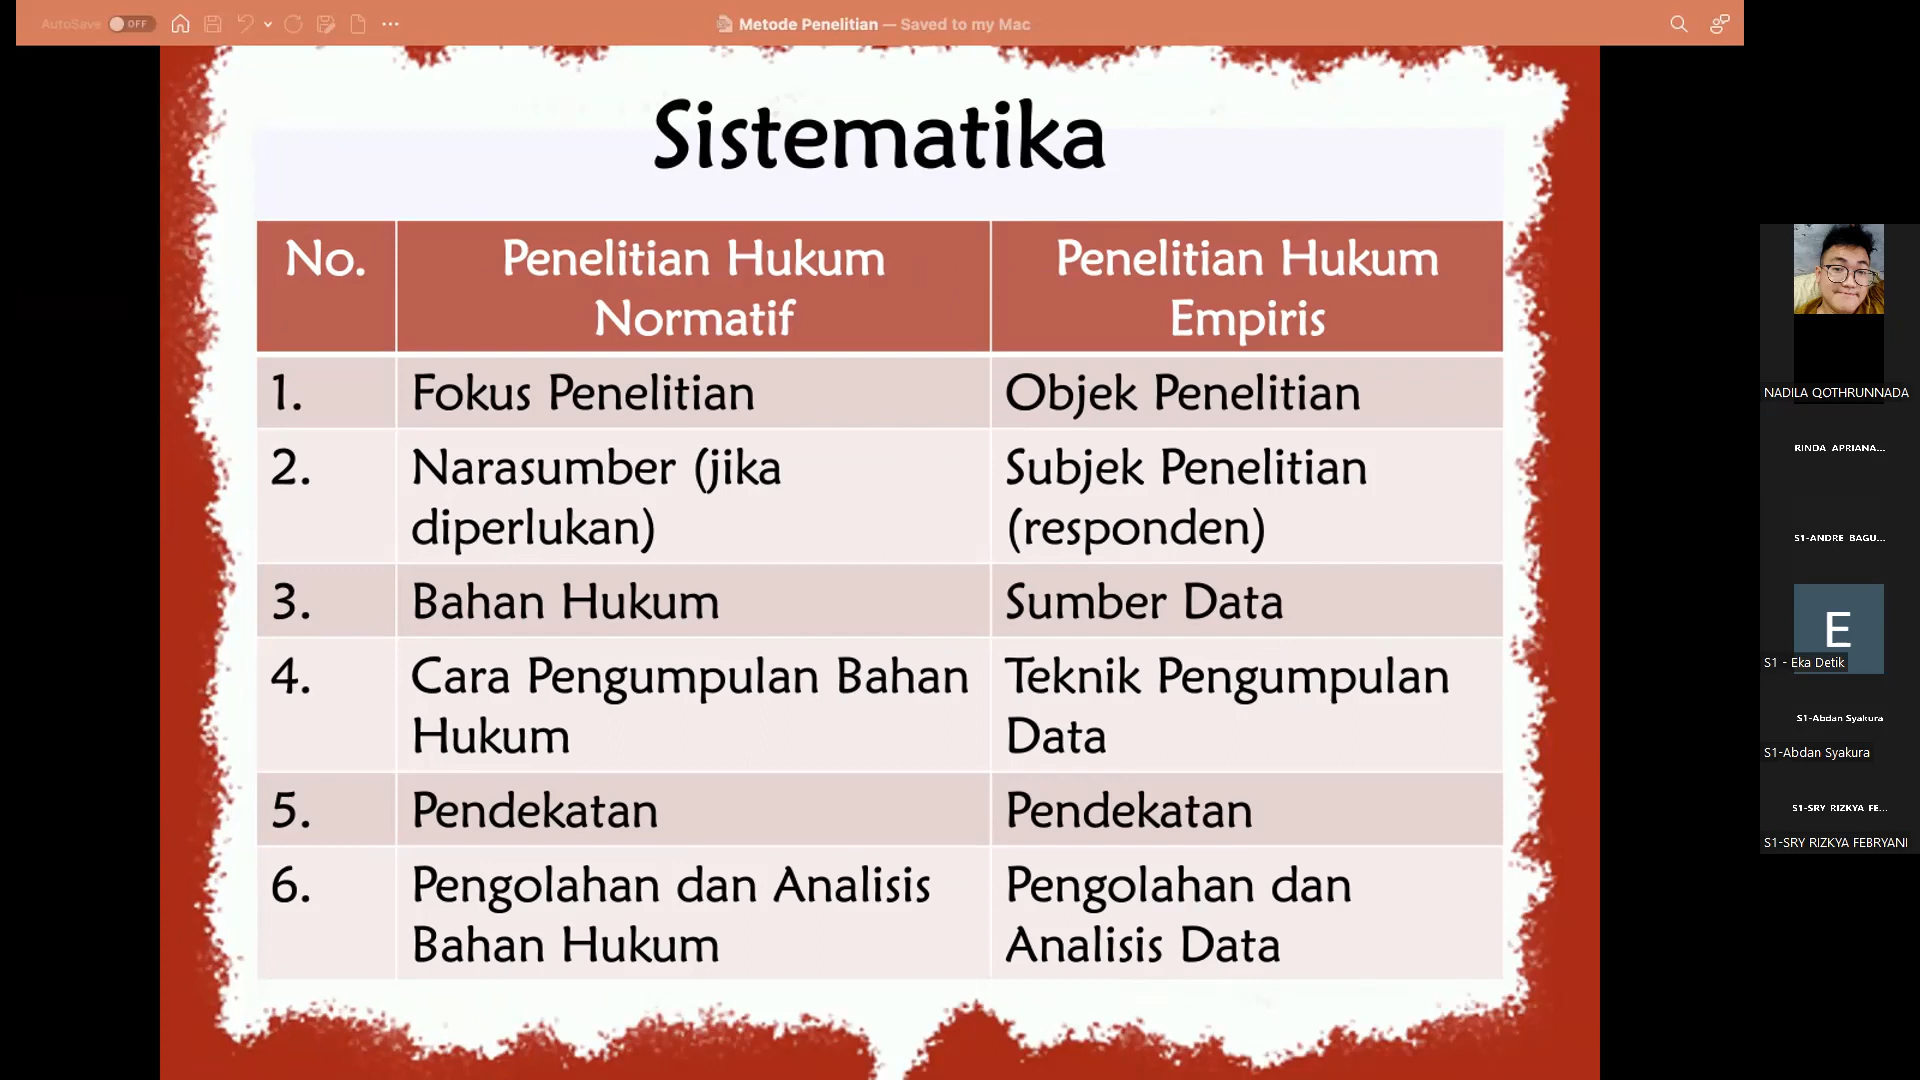 AutoSave OFF
Metode Penelitian — Saved to my Mac
Sistematika
No.
Penelitian Hukum
Normatif
Penelitian Hukum
Empiris
1.
Fokus Penelitian
Objek Penelitian
2.
Narasumber (jika
diperlukan)
Subjek Penelitian
(responden)
3.
Bahan Hukum
Sumber Data
4.
Cara Pengumpulan Bahan
Hukum
Teknik Pengumpulan
Data
5.
Pendekatan
Pendekatan
6.
Pengolahan dan Analisis
Bahan Hukum
Pengolahan dan
Analisis Data
NADILA QOTHRUNNADA
RINDA APRIANA...
S1-ANDRE BAGU...
E
S1 - Eka Detik
S1-Abdan Syakura
S1-Abdan Syakura
S1-SRY RIZKYA FE...
S1-SRY RIZKYA FEBRYANI